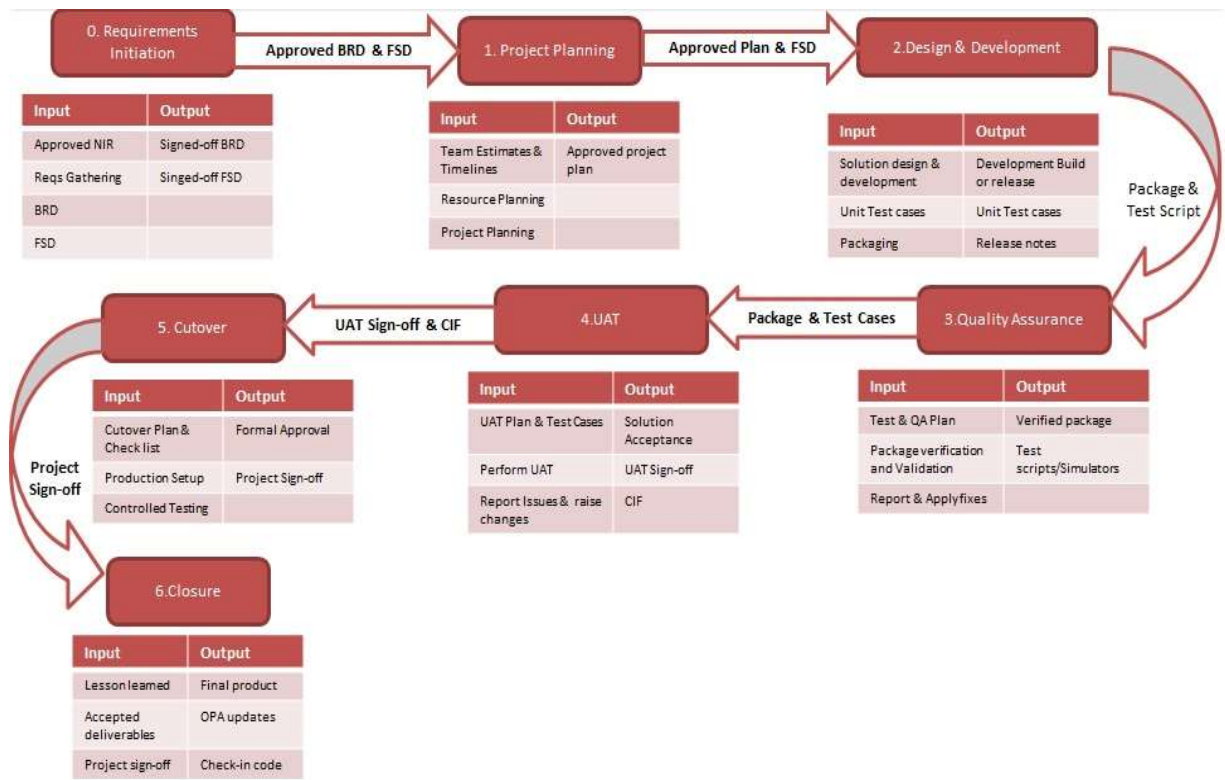 0. Requirements
Initiation
Approved BRD & FSD
1. Project Planning
Approved Plan & FSD
2.Design & Development
Input Output
Approved NIR Signed-off BRD
Reqs Gathering Singed-off FSD
BRD
FSD
Input Output
Team Estimates & Approved project
Timelines plan
Resource Planning
Project Planning
Input Output
Solution design & Development Build
development or release
Unit Test cases Unit Test cases
Packaging Release notes
Package &
Test Script
5. Cutover
UAT Sign-off & CIF
4.UAT
Package & Test Cases
3.Quality Assurance
Input Output
Cutover Plan & Formal Approval
Check list
Production Setup Project Sign-off
Controlled Testing
Input Output
UAT Plan & Test Cases Solution
Acceptance
Perform UAT UAT Sign-off
Report Issues & raise CIF
changes
Input Output
Test & QA Plan Verified package
Package verification Test
and Validation scripts/Simulators
Report & Apply fixes
Project
Sign-off
6.Closure
Input Output
Lesson learned Final product
Accepted OPA updates
deliverables
Project sign-off Check-in code